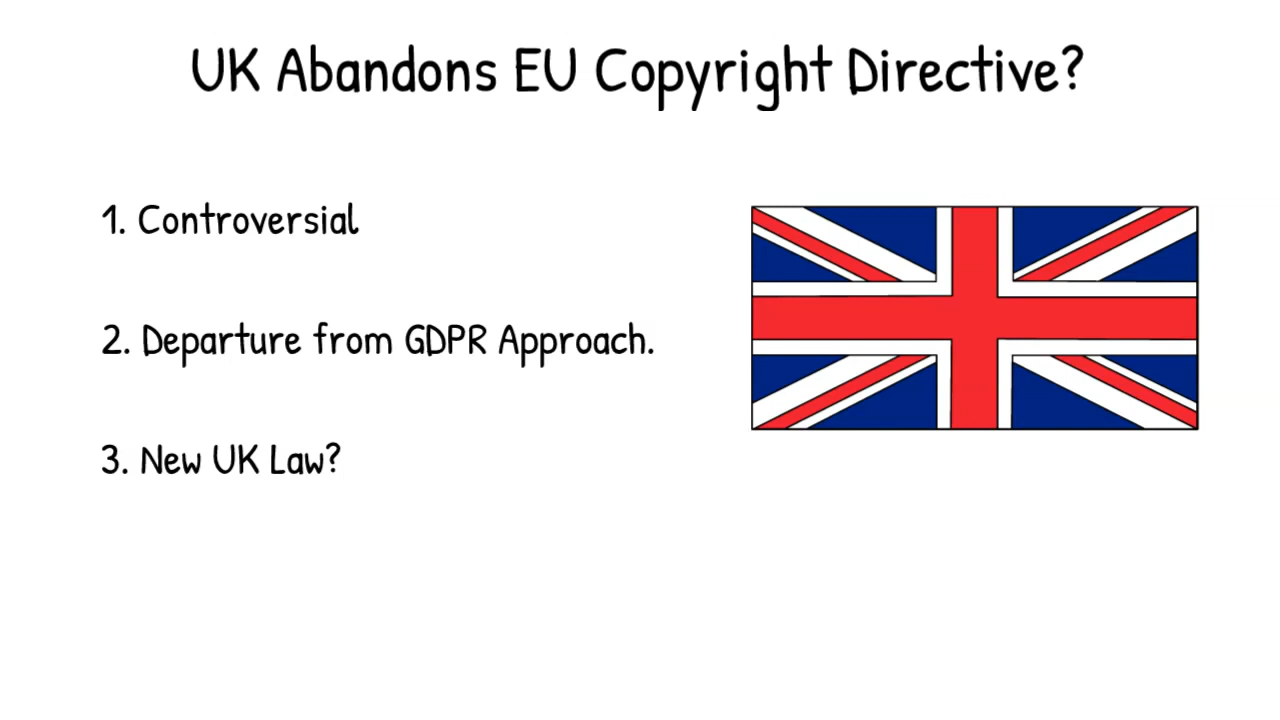 UK Abandons EU Copyright Directive?
1. Controversial
2. Departure from GDPR Approach.
3. New UK Law?